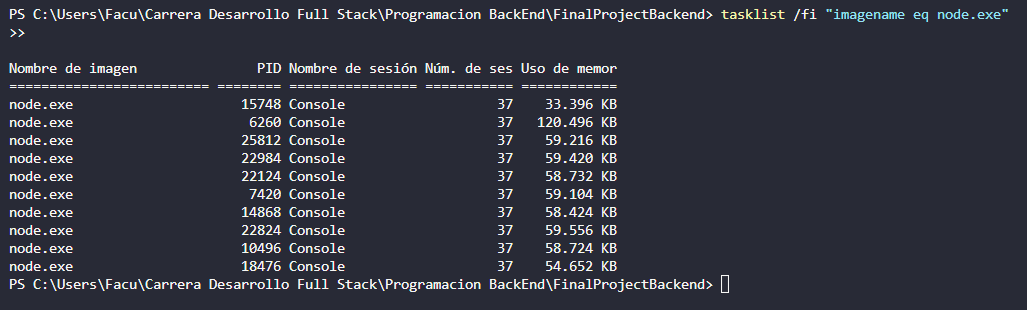 PS C:\Users\Facu\Carrera Desarrollo Full Stack\Programacion BackEnd\FinalProjectBackend> tasklist /fi "imagename eq node.exe"
>>
Nombre de imagen PID Nombre de sesión Núm. de ses Uso de memor
========================= ======== ================ =========== ============
node.exe 15748 Console 37 33.396 KB
node.exe 6260 Console 37 120.496 KB
node.exe 25812 Console 37 59.216 KB
node.exe 22984 Console 37 59.420 KB
node.exe 22124 Console 37 58.732 KB
node.exe 7420 Console 37 59.104 KB
node.exe 14868 Console 37 58.424 KB
node.exe 22824 Console 37 59.556 KB
node.exe 10496 Console 37 58.724 KB
node.exe 18476 Console 37 54.652 KB
PS C:\Users\Facu\Carrera Desarrollo Full Stack\Programacion BackEnd\FinalProjectBackend>